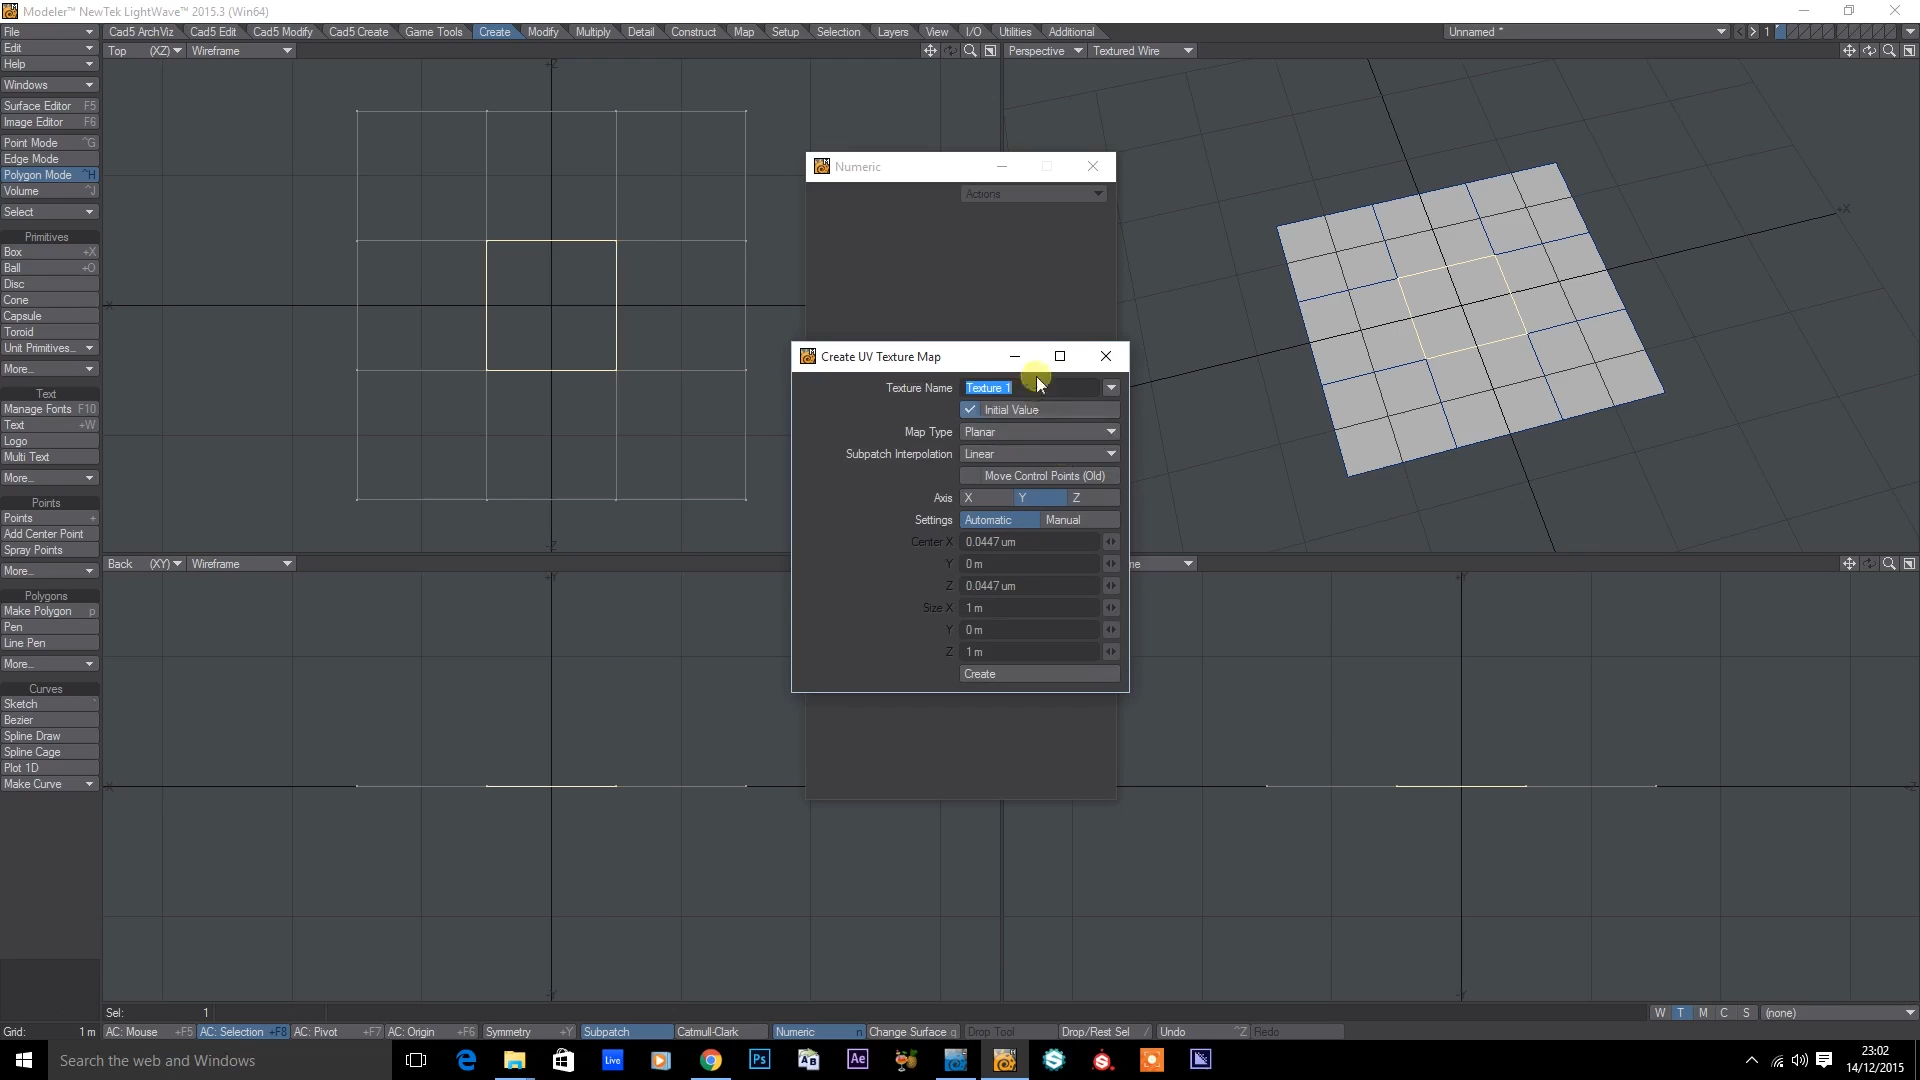 Modeler™ NewTek LightWave™ 2015.3 (Win64)
File Cad5 ArchViz Cad5 Edit Cad5 Modify Cad5 Create Game Tools Create Modify Multiply Detail Construct Map Setup Selection Layers View I/O Utilities Additional Unnamed * 1
Edit Top (XZ) Wireframe Perspective Textured Wire
Help
Windows
Surface Editor F5
Image Editor F6
Point Mode ^G
Edge Mode
Polygon Mode ^H
Volume ^J
Select
Primitives
Box +X
Ball +O
Disc
Cone
Capsule
Toroid
Unit Primitives...
More...
Text
Manage Fonts F10
Text +W
Logo
Multi Text
More...
Points
Points +
Add Center Point
Spray Points
More...
Polygons
Make Polygon p
Pen
Line Pen
More...
Curves
Sketch `
Bezier
Spline Draw
Spline Cage
Plot 1D
Make Curve
Numeric
Actions
Create UV Texture Map
Texture Name Texture 1
Initial Value
Map Type Planar
Subpatch Interpolation Linear
Move Control Points (Old)
Axis X Y Z
Settings Automatic Manual
Center X 0.0447 um
Y 0 m
Z 0.0447 um
Size X 1 m
Y 0 m
Z 1 m
Create
Back (XY) Wireframe
me
Sel: 1 W T M C S (none)
Grid: 1 m AC: Mouse +F5 AC: Selection +F8 AC: Pivot +F7 AC: Origin +F6 Symmetry +Y Subpatch Catmull-Clark Numeric n Change Surface q Drop Tool Drop/Rest Sel / Undo ^Z Redo
Search the web and Windows
Live
Ps
Ae
23:02
14/12/2015